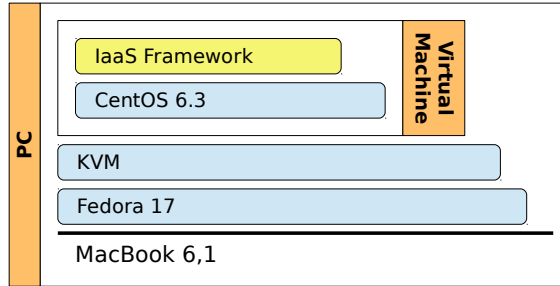 IaaS Framework
CentOS 6.3
Virtual
Machine
KVM
Fedora 17
MacBook 6,1
PC